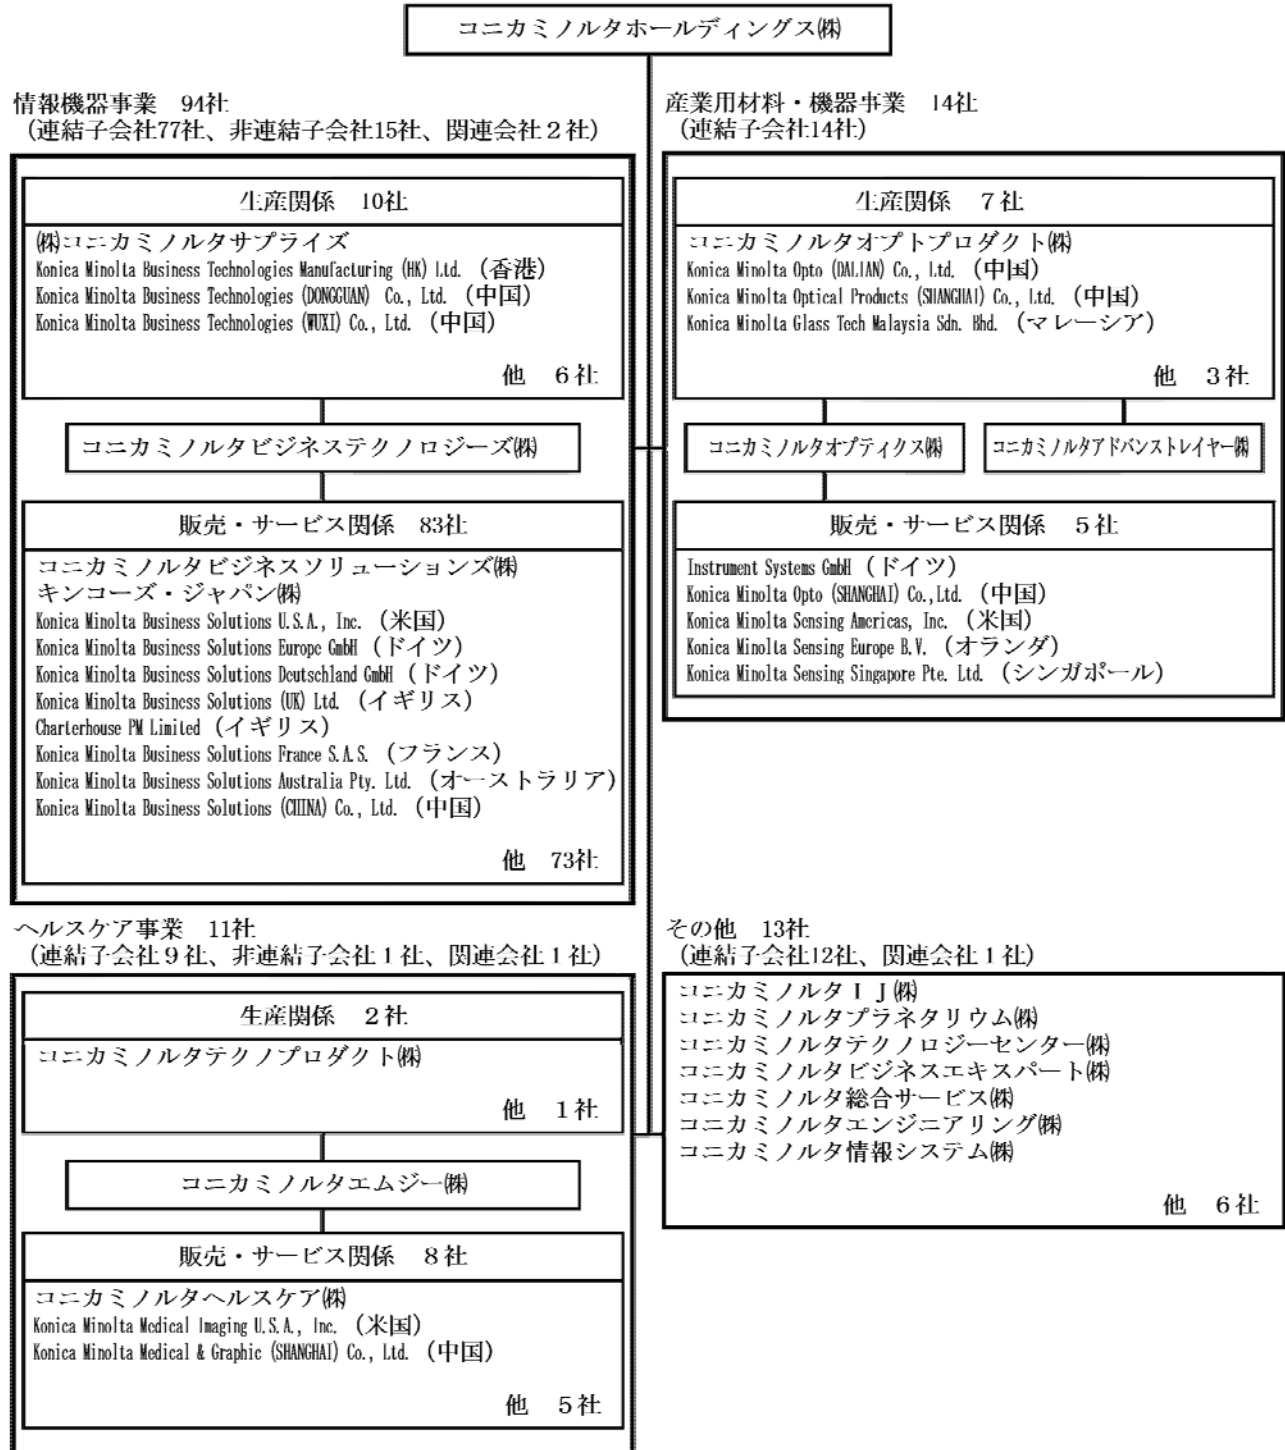 コニカミノルタホールディングス㈱
情報機器事業　94社
（連結子会社77社、非連結子会社15社、関連会社２社）
生産関係　10社
㈱コニカミノルタサプライズ
Konica Minolta Business Technologies Manufacturing (HK) Ltd. （香港）
Konica Minolta Business Technologies (DONGGUAN) Co., Ltd. （中国）
Konica Minolta Business Technologies (WUXI) Co., Ltd. （中国）
他　６社
コニカミノルタビジネステクノロジーズ㈱
販売・サービス関係　83社
コニカミノルタビジネスソリューションズ㈱
キンコーズ・ジャパン㈱
Konica Minolta Business Solutions U.S.A., Inc. （米国）
Konica Minolta Business Solutions Europe GmbH （ドイツ）
Konica Minolta Business Solutions Deutschland GmbH （ドイツ）
Konica Minolta Business Solutions (UK) Ltd. （イギリス）
Charterhouse PM Limited （イギリス）
Konica Minolta Business Solutions France S.A.S. （フランス）
Konica Minolta Business Solutions Australia Pty. Ltd. （オーストラリア）
Konica Minolta Business Solutions (CHINA) Co., Ltd. （中国）
他　73社
産業用材料・機器事業　14社
（連結子会社14社）
生産関係　７社
コニカミノルタオプトプロダクト㈱
Konica Minolta Opto (DALIAN) Co., Ltd. （中国）
Konica Minolta Optical Products (SHANGHAI) Co., Ltd. （中国）
Konica Minolta Glass Tech Malaysia Sdn. Bhd. （マレーシア）
他　３社
コニカミノルタオプティクス㈱
コニカミノルタアドバンストレイヤー㈱
販売・サービス関係　５社
Instrument Systems GmbH （ドイツ）
Konica Minolta Opto (SHANGHAI) Co.,Ltd. （中国）
Konica Minolta Sensing Americas, Inc. （米国）
Konica Minolta Sensing Europe B.V. （オランダ）
Konica Minolta Sensing Singapore Pte. Ltd. （シンガポール）
ヘルスケア事業　11社
（連結子会社９社、非連結子会社１社、関連会社１社）
生産関係　２社
コニカミノルタテクノプロダクト㈱
他　１社
コニカミノルタエムジー㈱
販売・サービス関係　８社
コニカミノルタヘルスケア㈱
Konica Minolta Medical Imaging U.S.A., Inc. （米国）
Konica Minolta Medical & Graphic (SHANGHAI) Co., Ltd. （中国）
他　５社
その他　13社
（連結子会社12社、関連会社１社）
コニカミノルタＩＪ㈱
コニカミノルタプラネタリウム㈱
コニカミノルタテクノロジーセンター㈱
コニカミノルタビジネスエキスパート㈱
コニカミノルタ総合サービス㈱
コニカミノルタエンジニアリング㈱
コニカミノルタ情報システム㈱
他　６社